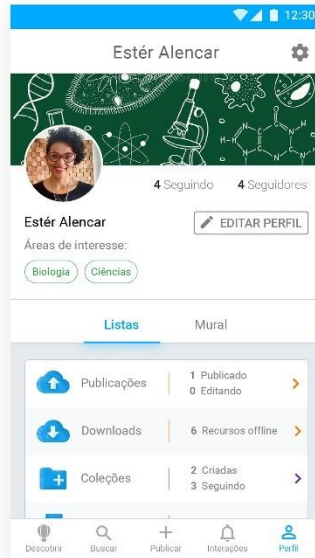 12:30
Estér Alencar
4 Seguindo 4 Seguidores
Estér Alencar
EDITAR PERFIL
Áreas de interesse:
Biologia Ciências
Listas Mural
Publicações
1 Publicado
0 Editando
Downloads
6 Recursos offline
Coleções
2 Criadas
3 Seguindo
Descobrir Buscar Publicar Interações Perfil